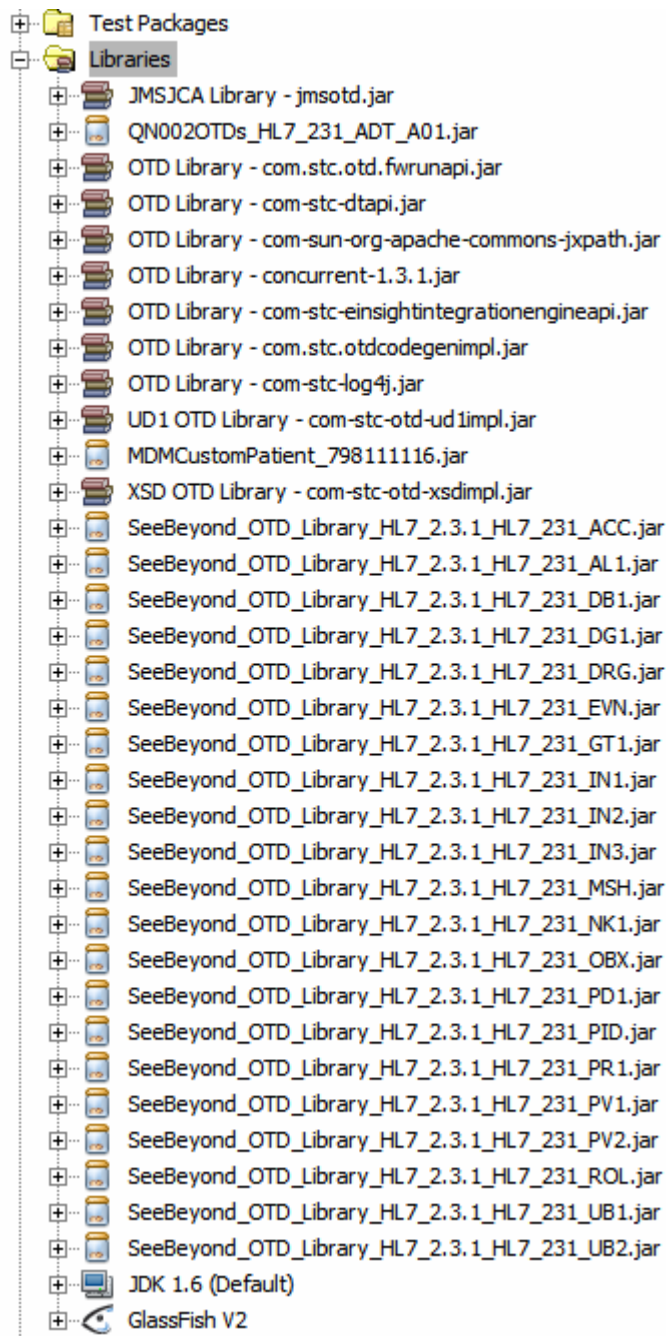 Test Packages
Libraries
JMSJCA Library - jmsotd.jar
QN002OTDs_HL7_231_ADT_A01.jar
OTD Library - com.stc.otd.fwrunapi.jar
OTD Library - com-stc-dtapi.jar
OTD Library - com-sun-org-apache-commons-jxpath.jar
OTD Library - concurrent-1.3.1.jar
OTD Library - com-stc-einsightintegrationengineapi.jar
OTD Library - com.stc.otdcodegenimpl.jar
OTD Library - com-stc-log4j.jar
UD1 OTD Library - com-stc-otd-ud1impl.jar
MDMCustomPatient_798111116.jar
XSD OTD Library - com-stc-otd-xsdimpl.jar
SeeBeyond_OTD_Library_HL7_2.3.1_HL7_231_ACC.jar
SeeBeyond_OTD_Library_HL7_2.3.1_HL7_231_AL1.jar
SeeBeyond_OTD_Library_HL7_2.3.1_HL7_231_DB1.jar
SeeBeyond_OTD_Library_HL7_2.3.1_HL7_231_DG1.jar
SeeBeyond_OTD_Library_HL7_2.3.1_HL7_231_DRG.jar
SeeBeyond_OTD_Library_HL7_2.3.1_HL7_231_EVN.jar
SeeBeyond_OTD_Library_HL7_2.3.1_HL7_231_GT1.jar
SeeBeyond_OTD_Library_HL7_2.3.1_HL7_231_IN1.jar
SeeBeyond_OTD_Library_HL7_2.3.1_HL7_231_IN2.jar
SeeBeyond_OTD_Library_HL7_2.3.1_HL7_231_IN3.jar
SeeBeyond_OTD_Library_HL7_2.3.1_HL7_231_MSH.jar
SeeBeyond_OTD_Library_HL7_2.3.1_HL7_231_NK1.jar
SeeBeyond_OTD_Library_HL7_2.3.1_HL7_231_OBX.jar
SeeBeyond_OTD_Library_HL7_2.3.1_HL7_231_PD1.jar
SeeBeyond_OTD_Library_HL7_2.3.1_HL7_231_PID.jar
SeeBeyond_OTD_Library_HL7_2.3.1_HL7_231_PR1.jar
SeeBeyond_OTD_Library_HL7_2.3.1_HL7_231_PV1.jar
SeeBeyond_OTD_Library_HL7_2.3.1_HL7_231_PV2.jar
SeeBeyond_OTD_Library_HL7_2.3.1_HL7_231_ROL.jar
SeeBeyond_OTD_Library_HL7_2.3.1_HL7_231_UB1.jar
SeeBeyond_OTD_Library_HL7_2.3.1_HL7_231_UB2.jar
JDK 1.6 (Default)
GlassFish V2